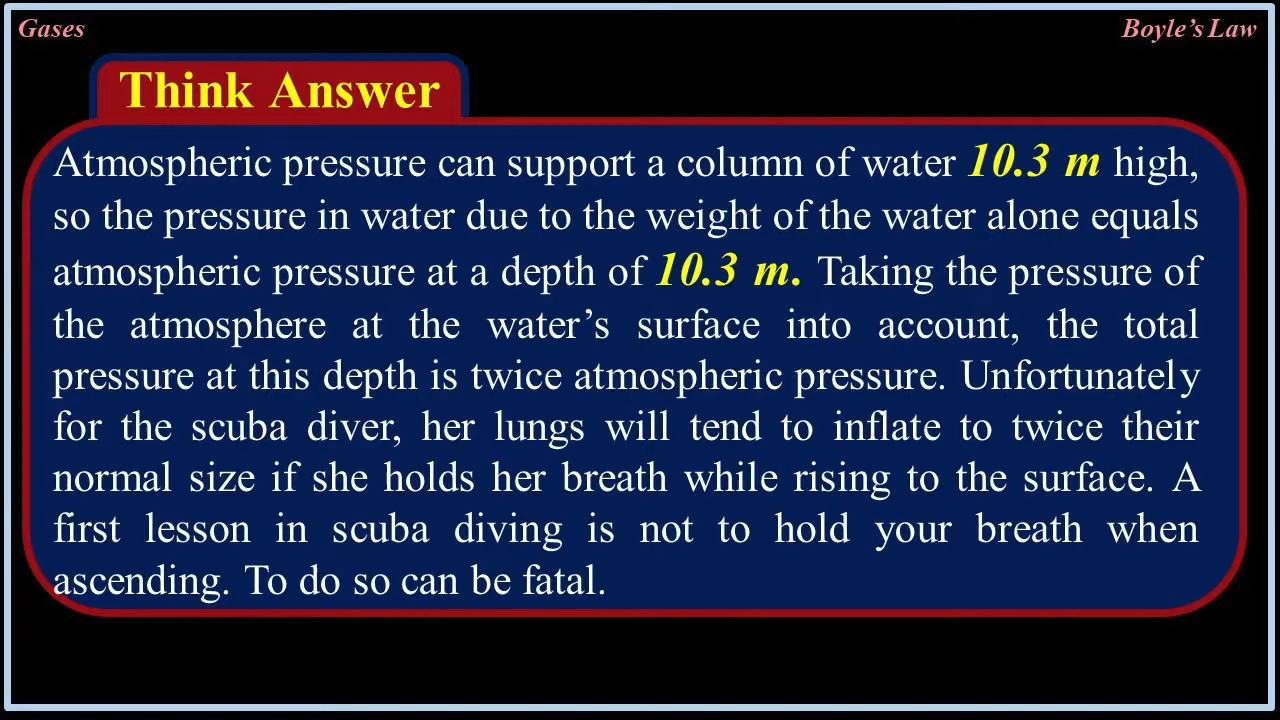 Gases
Boyle’s Law
Think Answer
Atmospheric pressure can support a column of water 10.3 m high,
so the pressure in water due to the weight of the water alone equals
atmospheric pressure at a depth of 10.3 m. Taking the pressure of
the atmosphere at the water’s surface into account, the total
pressure at this depth is twice atmospheric pressure. Unfortunately
for the scuba diver, her lungs will tend to inflate to twice their
normal size if she holds her breath while rising to the surface. A
first lesson in scuba diving is not to hold your breath when
ascending. To do so can be fatal.